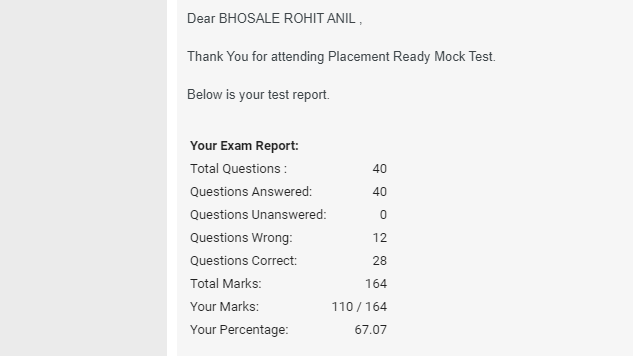 Dear BHOSALE ROHIT ANIL ,
Thank You for attending Placement Ready Mock Test.
Below is your test report.
Your Exam Report:
Total Questions : 40
Questions Answered: 40
Questions Unanswered: 0
Questions Wrong: 12
Questions Correct: 28
Total Marks: 164
Your Marks: 110 / 164
Your Percentage: 67.07